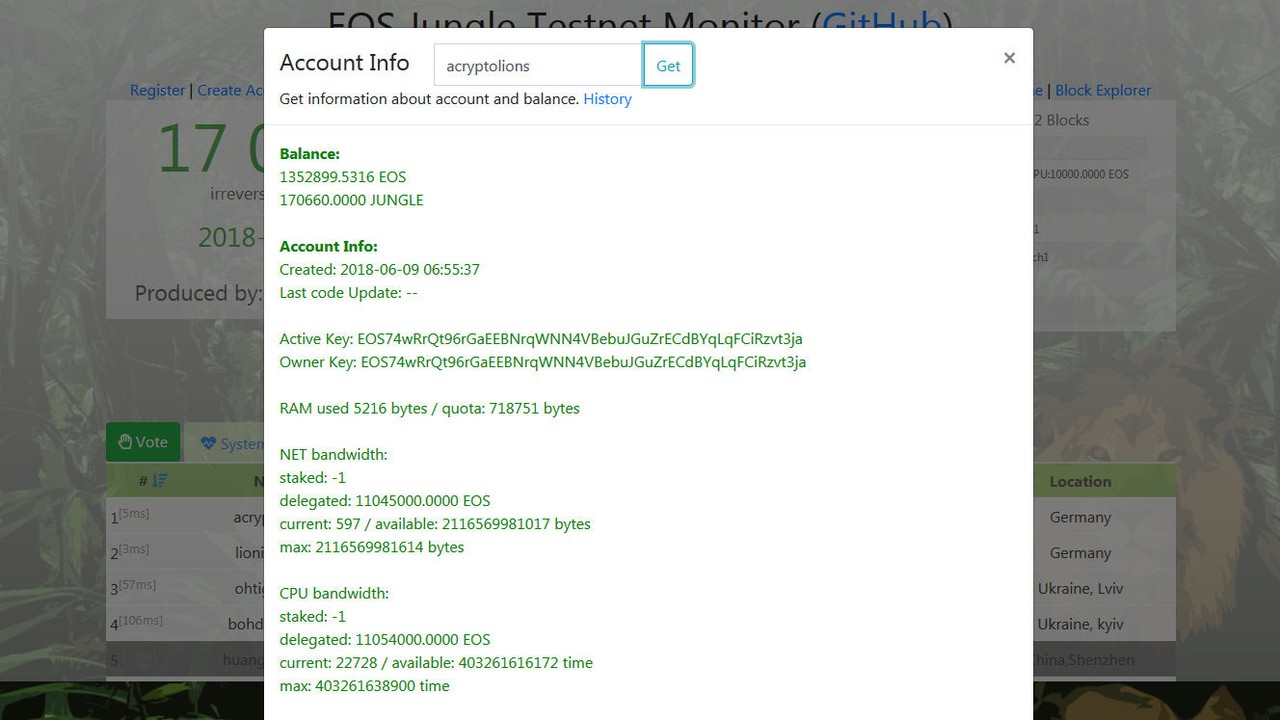 EOS Jungle Testnet Monitor (GitHub)
Account Info acryptolions Get ×
Register | Create Ac
| Block Explorer
Get information about account and balance. History
17 0
2 Blocks
Balance:
1352899.5316 EOS
PU:10000.0000 EOS
irrevers
170660.0000 JUNGLE
2018-
Account Info:
Created: 2018-06-09 06:55:37
Produced by:
Last code Update: --
Active Key: EOS74wRrQt96rGaEEBNrqWNN4VBebuJGuZrECdBYqLqFCiRzvt3ja
Owner Key: EOS74wRrQt96rGaEEBNrqWNN4VBebuJGuZrECdBYqLqFCiRzvt3ja
RAM used 5216 bytes / quota: 718751 bytes
Vote System
NET bandwidth:
staked: -1
# N Location
delegated: 11045000.0000 EOS
1[5ms] acryp Germany
current: 597 / available: 2116569981017 bytes
max: 2116569981614 bytes
2[3ms] lioni Germany
3[57ms] ohtig Ukraine, Lviv
CPU bandwidth:
staked: -1
4[106ms] bohd Ukraine, kyiv
delegated: 11054000.0000 EOS
5 huang China,Shenzhen
current: 22728 / available: 403261616172 time
max: 403261638900 time